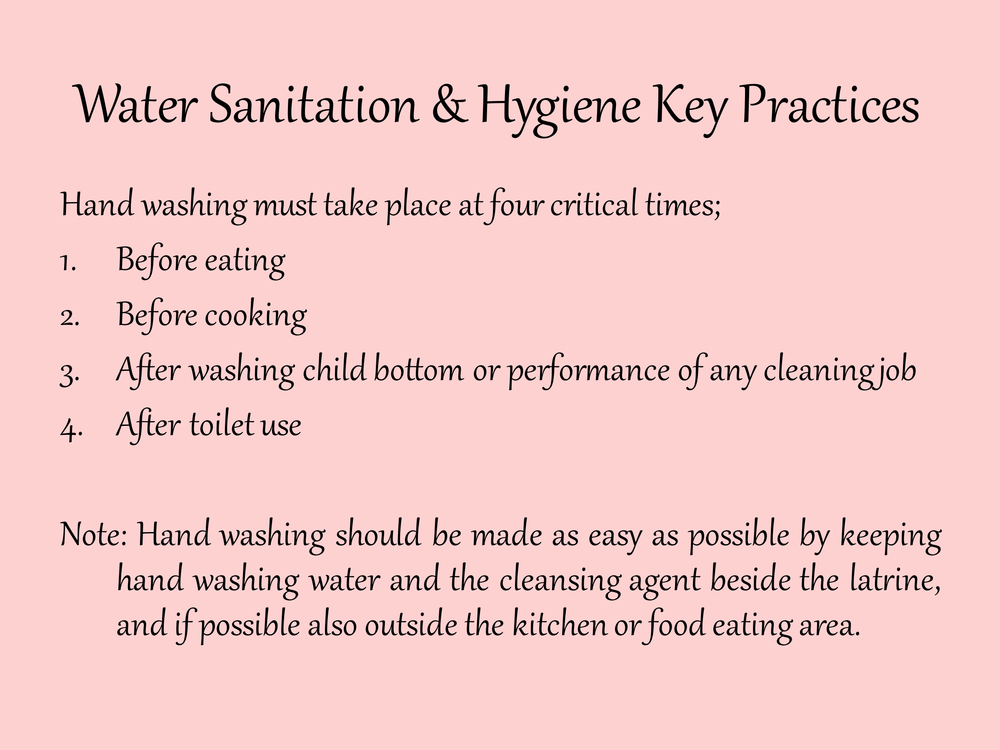 Water Sanitation & Hygiene Key Practices
Hand washing must take place at four critical times;
1. Before eating
2. Before cooking
3. After washing child bottom or performance of any cleaning job
4. After toilet use
Note: Hand washing should be made as easy as possible by keeping
hand washing water and the cleansing agent beside the latrine,
and if possible also outside the kitchen or food eating area.